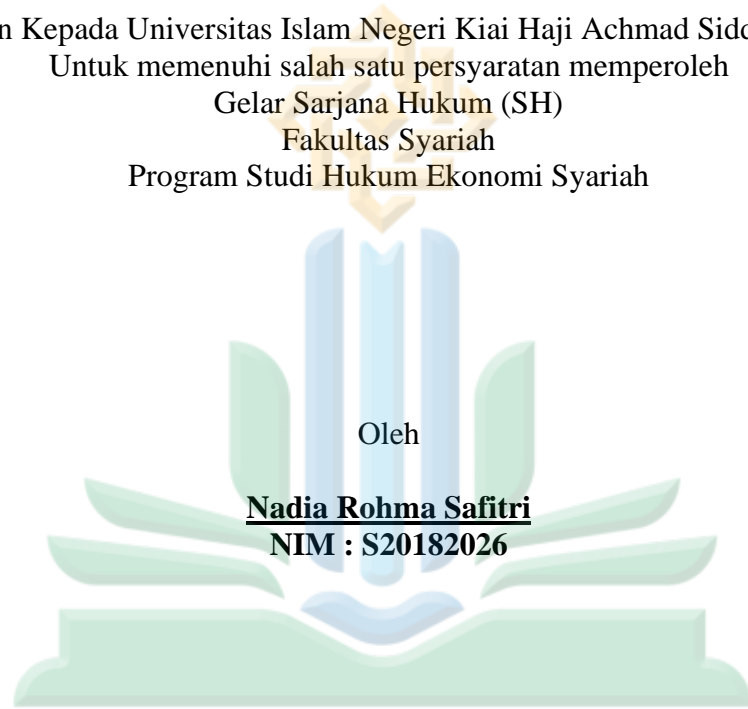 Kepada Universitas Islam Negeri Kiai Haji Achmad
Untuk memenuhi salah satu persyaratan memperoleh
Gelar Sarjana Hukum (SH)
Fakultas Syariah
Program Studi Hukum Ekonomi Syariah
Oleh
Nadia Rohma Safitri
NIM : S20182026